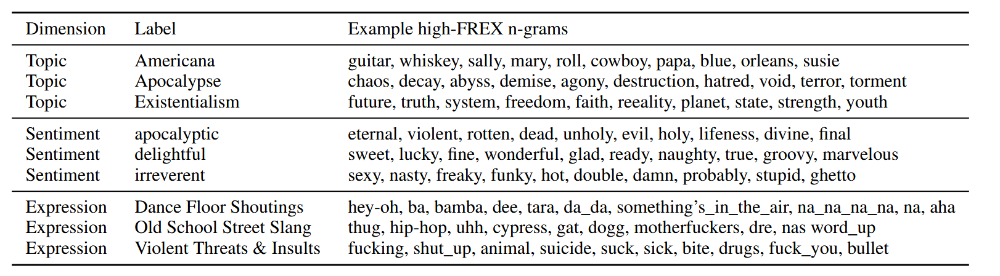 Dimension Label Example high-FREX n-grams
Topic Americana guitar, whiskey, sally, mary, roll, cowboy, papa, blue, orleans, susie
Topic Apocalypse chaos, decay, abyss, demise, agony, destruction, hatred, void, terror, torment
Topic Existentialism future, truth, system, freedom, faith, reeality, planet, state, strength, youth
Sentiment apocalyptic eternal, violent, rotten, dead, unholy, evil, holy, lifeness, divine, final
Sentiment delightful sweet, lucky, fine, wonderful, glad, ready, naughty, true, groovy, marvelous
Sentiment irreverent sexy, nasty, freaky, funky, hot, double, damn, probably, stupid, ghetto
Expression Dance Floor Shoutings hey-oh, ba, bamba, dee, tara, da_da, something's_in_the_air, na_na_na_na, na, aha
Expression Old School Street Slang thug, hip-hop, uhh, cypress, gat, dogg, motherfuckers, dre, nas word_up
Expression Violent Threats & Insults fucking, shut_up, animal, suicide, suck, sick, bite, drugs, fuck_you, bullet